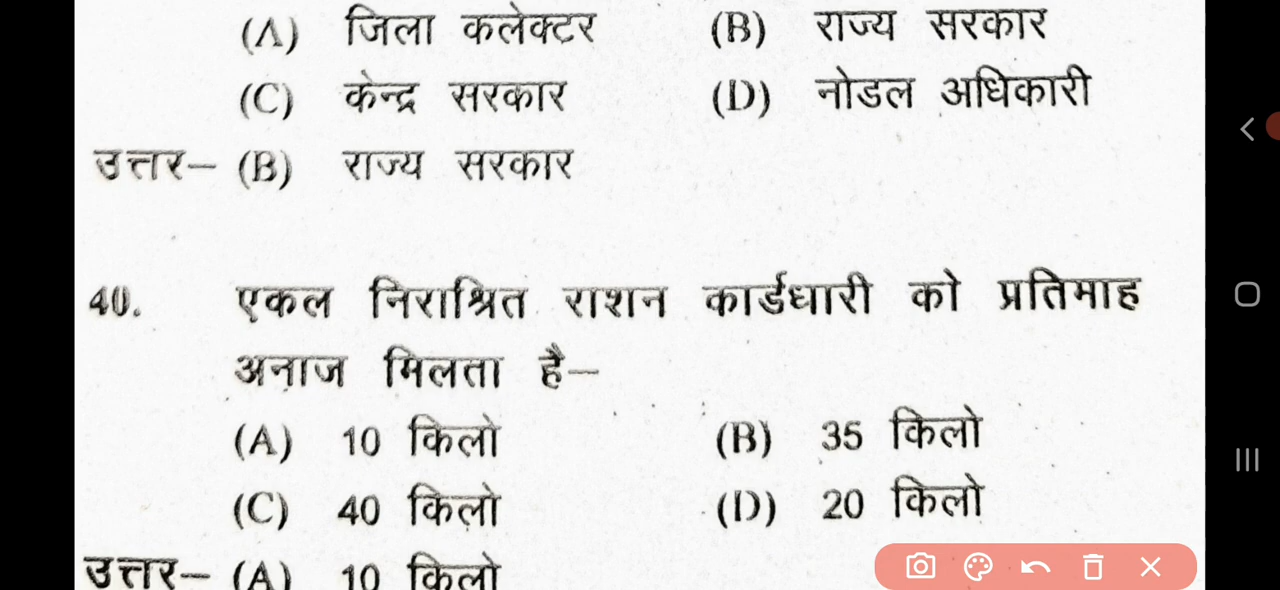 (A) जिला कलेक्टर (B) राज्य सरकार
(C) केन्द्र सरकार (D) नोडल अधिकारी
उत्तर– (B) राज्य सरकार
40. एकल निराश्रित राशन कार्डधारी को प्रतिमाह
अनाज मिलता है–
(A) 10 किलो (B) 35 किलो
(C) 40 किलो (D) 20 किलो
उत्तर– (A) 10 किलो